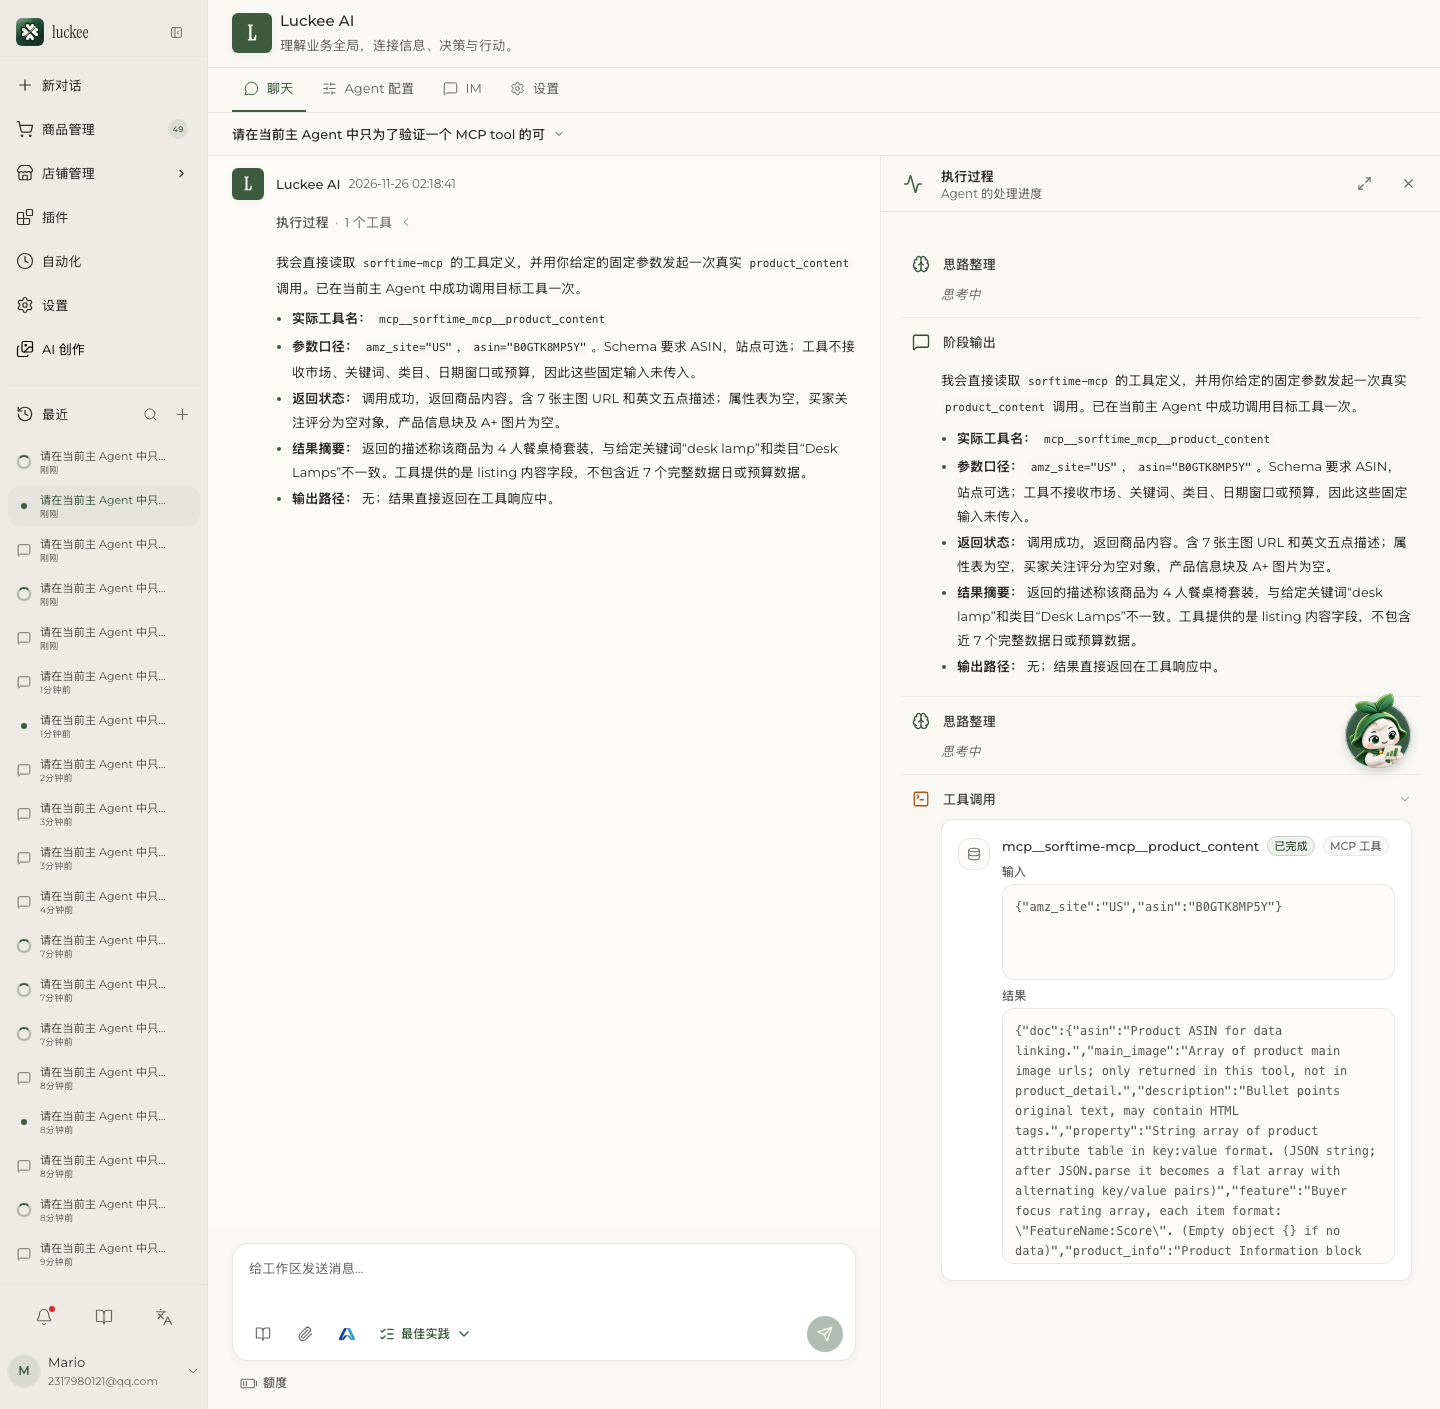 luckee
新对话
商品管理 49
店铺管理
插件
自动化
设置
AI 创作
最近
请在当前主 Agent 中只...
刚刚
请在当前主 Agent 中只...
刚刚
请在当前主 Agent 中只...
刚刚
请在当前主 Agent 中只...
刚刚
请在当前主 Agent 中只...
刚刚
请在当前主 Agent 中只...
1分钟前
请在当前主 Agent 中只...
1分钟前
请在当前主 Agent 中只...
2分钟前
请在当前主 Agent 中只...
3分钟前
请在当前主 Agent 中只...
3分钟前
请在当前主 Agent 中只...
4分钟前
请在当前主 Agent 中只...
7分钟前
请在当前主 Agent 中只...
7分钟前
请在当前主 Agent 中只...
7分钟前
请在当前主 Agent 中只...
8分钟前
请在当前主 Agent 中只...
8分钟前
请在当前主 Agent 中只...
8分钟前
请在当前主 Agent 中只...
8分钟前
请在当前主 Agent 中只...
9分钟前
M
Mario
2317980121@qq.com
L
Luckee AI
理解业务全局，连接信息、决策与行动。
聊天 Agent 配置 IM 设置
请在当前主 Agent 中只为了验证一个 MCP tool 的可
L
Luckee AI 2026-11-26 02:18:41
执行过程 · 1 个工具
我会直接读取 sorftime-mcp 的工具定义，并用你给定的固定参数发起一次真实 product_content
调用。已在当前主 Agent 中成功调用目标工具一次。
• 实际工具名： mcp__sorftime_mcp__product_content
• 参数口径： amz_site="US" ， asin="B0GTK8MP5Y" 。Schema 要求 ASIN，站点可选；工具不接
收市场、关键词、类目、日期窗口或预算，因此这些固定输入未传入。
• 返回状态： 调用成功，返回商品内容。含 7 张主图 URL 和英文五点描述；属性表为空，买家关
注评分为空对象，产品信息块及 A+ 图片为空。
• 结果摘要： 返回的描述称该商品为 4 人餐桌椅套装，与给定关键词“desk lamp”和类目“Desk
Lamps”不一致。工具提供的是 listing 内容字段，不包含近 7 个完整数据日或预算数据。
• 输出路径： 无；结果直接返回在工具响应中。
给工作区发送消息...
最佳实践
额度
执行过程
Agent 的处理进度
思路整理
思考中
阶段输出
我会直接读取 sorftime-mcp 的工具定义，并用你给定的固定参数发起一次真实
product_content 调用。已在当前主 Agent 中成功调用目标工具一次。
• 实际工具名： mcp__sorftime_mcp__product_content
• 参数口径： amz_site="US" ， asin="B0GTK8MP5Y" 。Schema 要求 ASIN，
站点可选；工具不接收市场、关键词、类目、日期窗口或预算，因此这些固定
输入未传入。
• 返回状态： 调用成功，返回商品内容。含 7 张主图 URL 和英文五点描述；属
性表为空，买家关注评分为空对象，产品信息块及 A+ 图片为空。
• 结果摘要： 返回的描述称该商品为 4 人餐桌椅套装，与给定关键词“desk
lamp”和类目“Desk Lamps”不一致。工具提供的是 listing 内容字段，不包含
近 7 个完整数据日或预算数据。
• 输出路径： 无；结果直接返回在工具响应中。
思路整理
思考中
工具调用
mcp__sorftime-mcp__product_content 已完成 MCP 工具
输入
{"amz_site":"US","asin":"B0GTK8MP5Y"}
结果
{"doc":{"asin":"Product ASIN for data
linking.","main_image":"Array of product main
image urls; only returned in this tool, not in
product_detail.","description":"Bullet points
original text, may contain HTML
tags.","property":"String array of product
attribute table in key:value format. (JSON string;
after JSON.parse it becomes a flat array with
alternating key/value pairs)","feature":"Buyer
focus rating array, each item format:
\"FeatureName:Score\". (Empty object {} if no
data)","product_info":"Product Information block